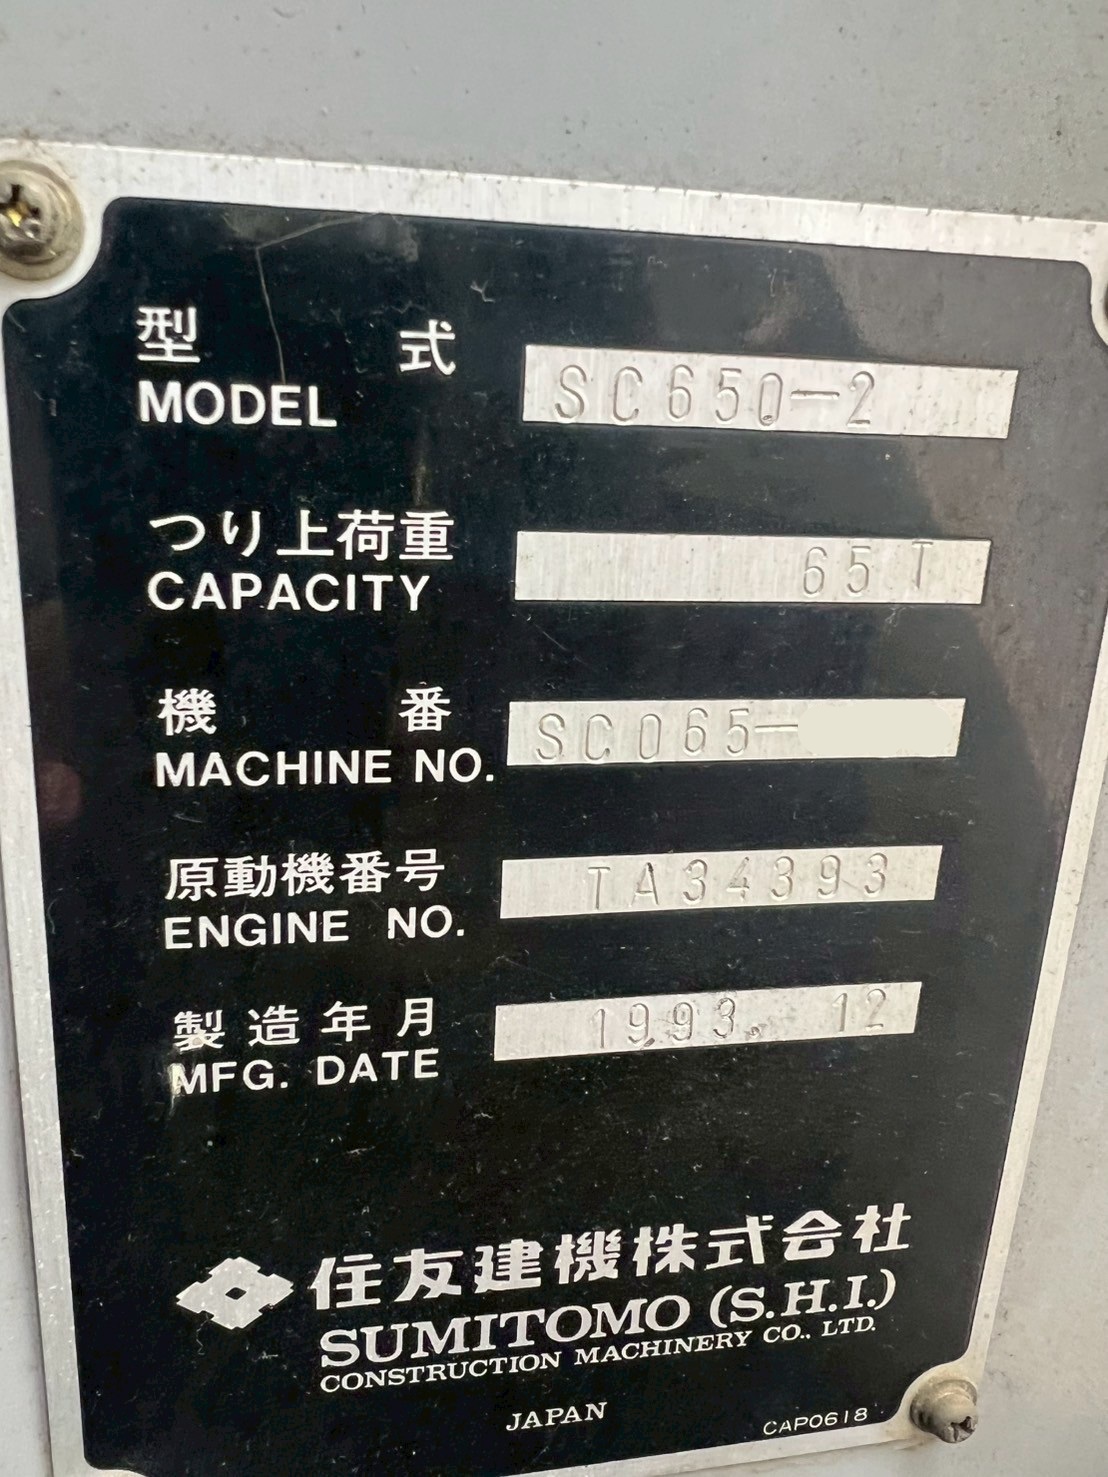 型 式
MODEL SC650-2
つり上荷重
CAPACITY 65T
機 番
MACHINE NO. SC065-
原動機番号
ENGINE NO. TA34393
製造年月
MFG. DATE 1993. 12
住友建機株式会社
SUMITOMO (S.H.I.)
CONSTRUCTION MACHINERY CO., LTD.
JAPAN
CAP0618